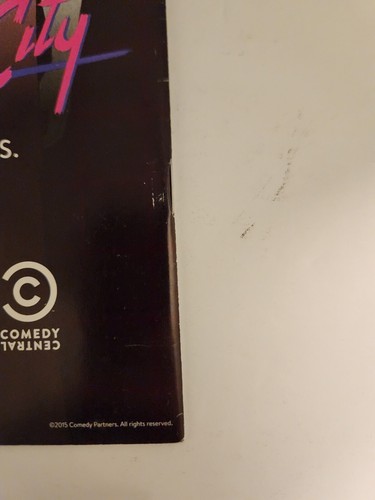 City
S.
C
COMEDY
CENTRAL
©2015 Comedy Partners. All rights reserved.